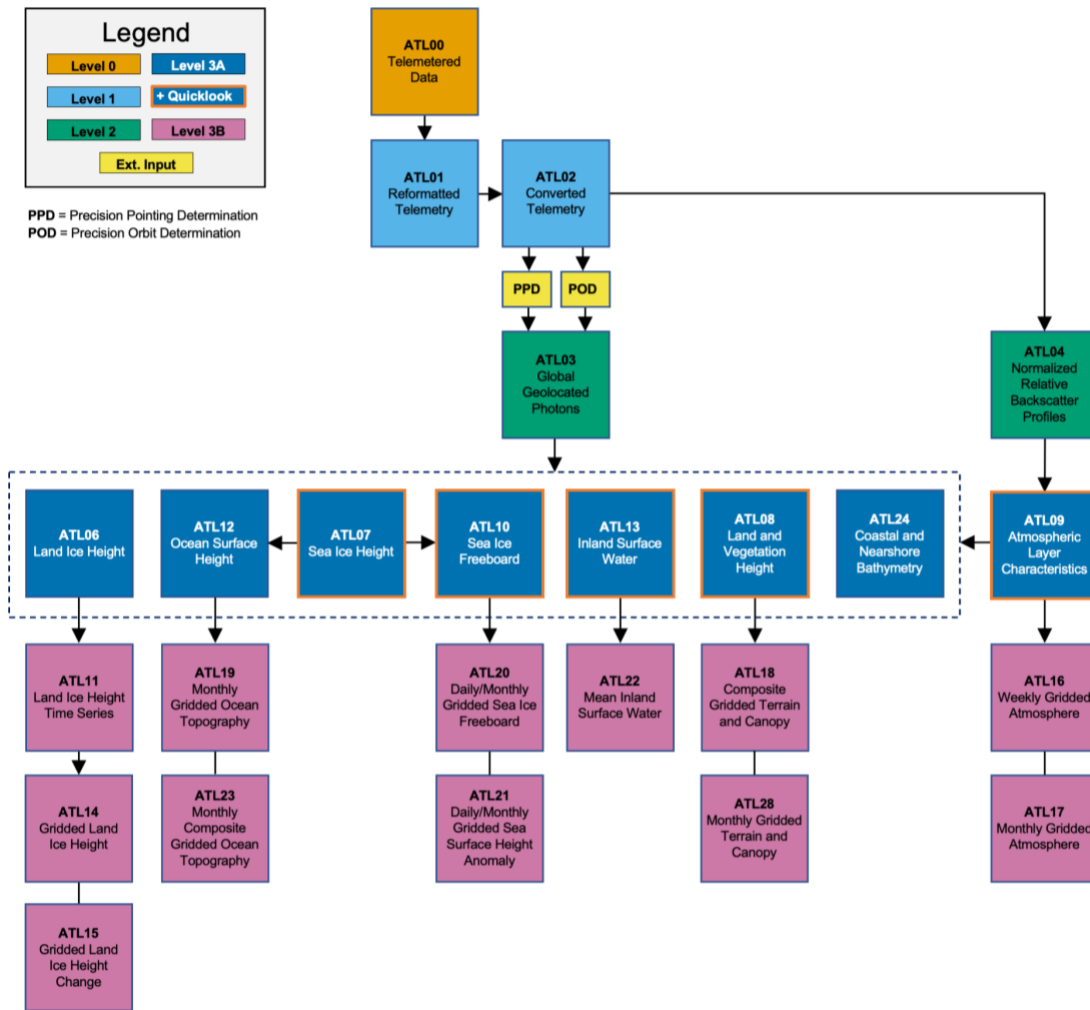 Legend
Level 0
Level 3A
Level 1
+ Quicklook
Level 2
Level 3B
Ext. Input
PPD = Precision Pointing Determination
POD = Precision Orbit Determination
ATL00
Telemetered
Data
ATL01
Reformatted
Telemetry
ATL02
Converted
Telemetry
PPD
POD
ATL03
Global
Geolocated
Photons
ATL04
Normalized
Relative
Backscatter
Profiles
ATL06
Land Ice Height
ATL12
Ocean Surface
Height
ATL07
Sea Ice Height
ATL10
Sea Ice
Freeboard
ATL13
Inland Surface
Water
ATL08
Land and
Vegetation
Height
ATL24
Coastal and
Nearshore
Bathymetry
ATL09
Atmospheric
Layer
Characteristics
ATL11
Land Ice Height
Time Series
ATL19
Monthly
Gridded Ocean
Topography
ATL20
Daily/Monthly
Gridded Sea Ice
Freeboard
ATL22
Mean Inland
Surface Water
ATL18
Composite
Gridded Terrain
and Canopy
ATL16
Weekly Gridded
Atmosphere
ATL14
Gridded Land
Ice Height
ATL23
Monthly
Composite
Gridded Ocean
Topography
ATL21
Daily/Monthly
Gridded Sea
Surface Height
Anomaly
ATL28
Monthly Gridded
Terrain and
Canopy
ATL17
Monthly Gridded
Atmosphere
ATL15
Gridded Land
Ice Height
Change